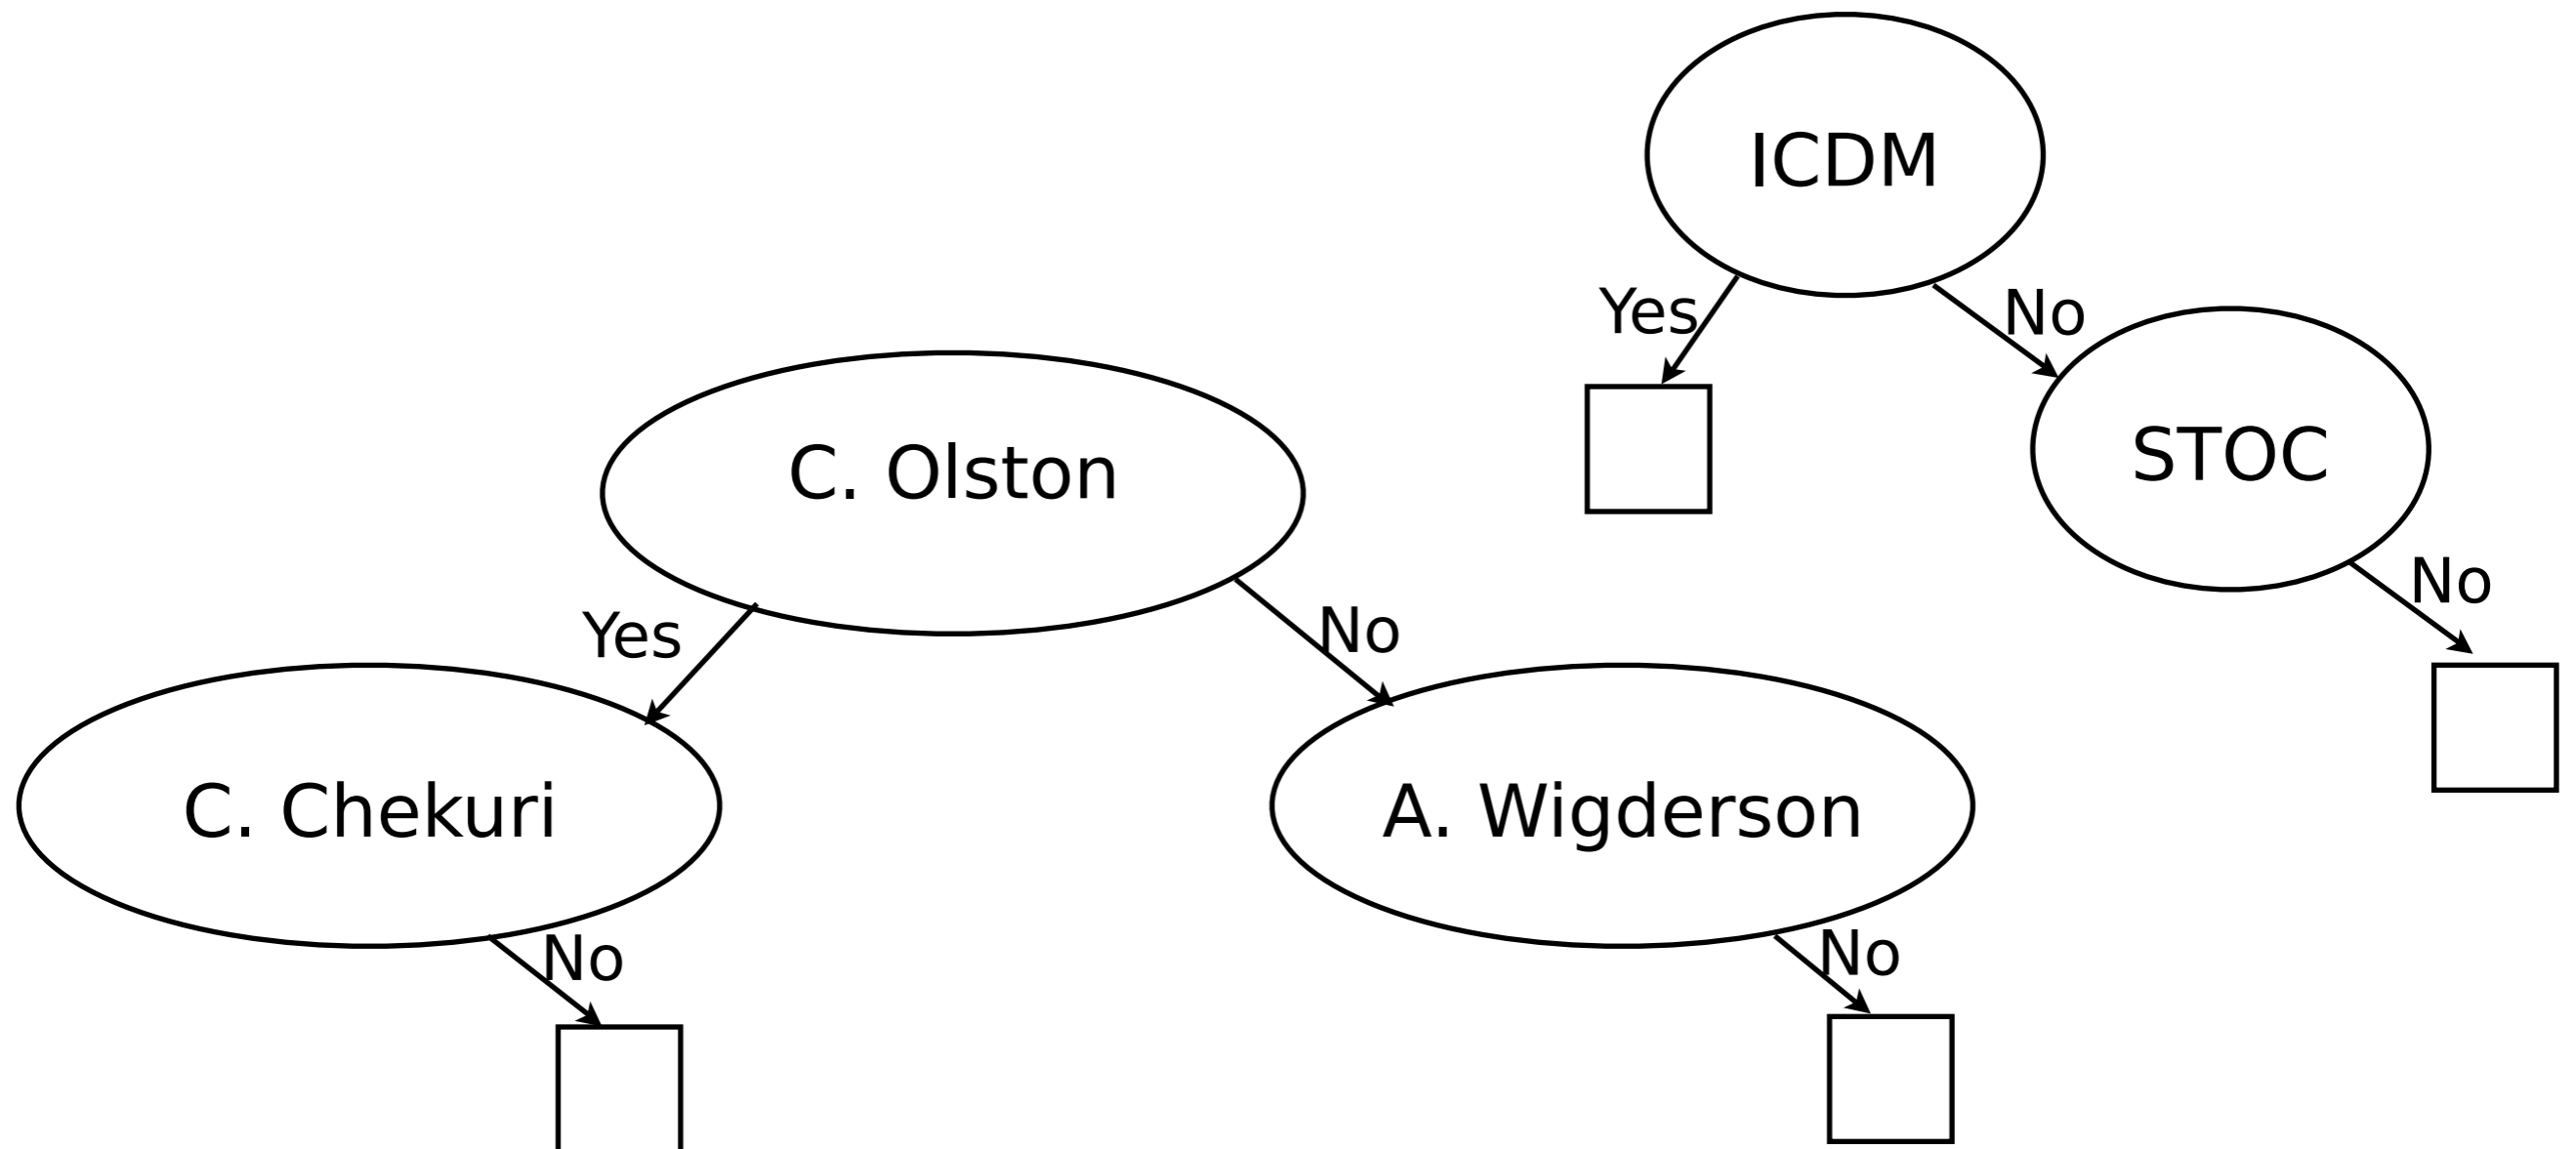 ICDM
Yes
No
STOC
C. Olston
No
Yes
No
C. Chekuri
A. Wigderson
No
No